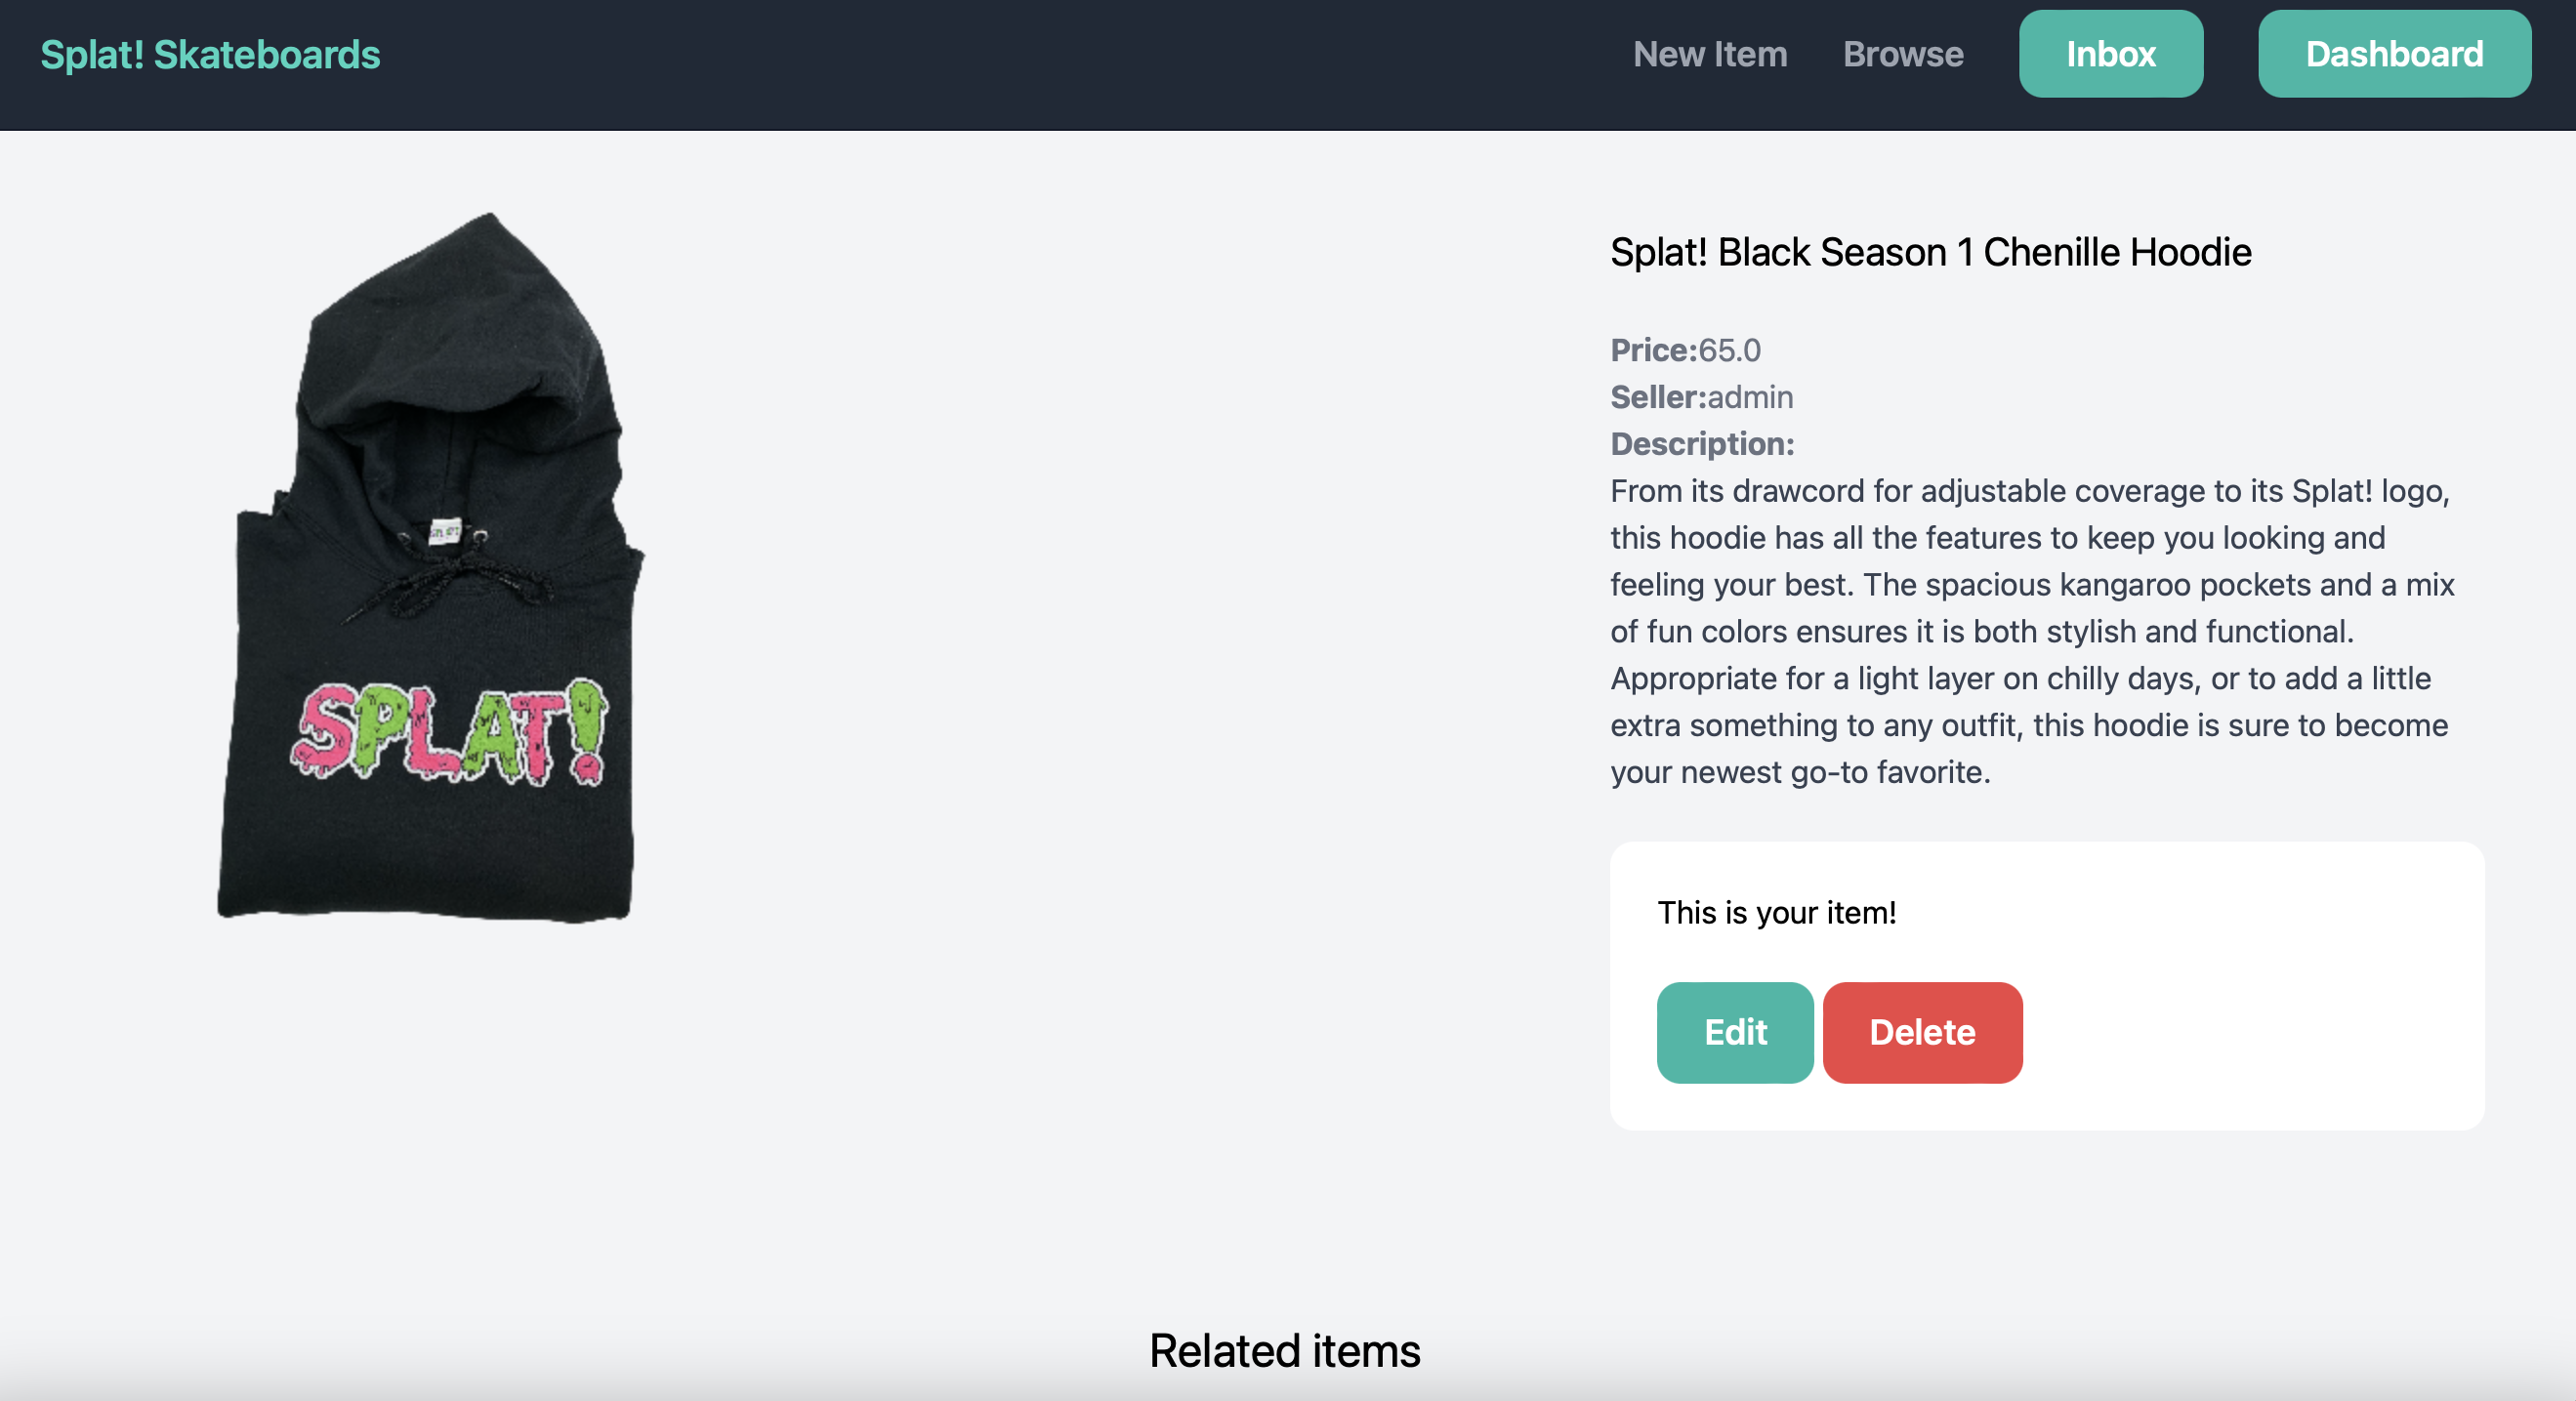 Splat! Skateboards
New Item
Browse
Inbox
Dashboard
Splat! Black Season 1 Chenille Hoodie
Price:65.0
Seller:admin
Description:
From its drawcord for adjustable coverage to its Splat! logo,
this hoodie has all the features to keep you looking and
feeling your best. The spacious kangaroo pockets and a mix
of fun colors ensures it is both stylish and functional.
Appropriate for a light layer on chilly days, or to add a little
extra something to any outfit, this hoodie is sure to become
your newest go-to favorite.
SPLAT!
This is your item!
Edit
Delete
Related items